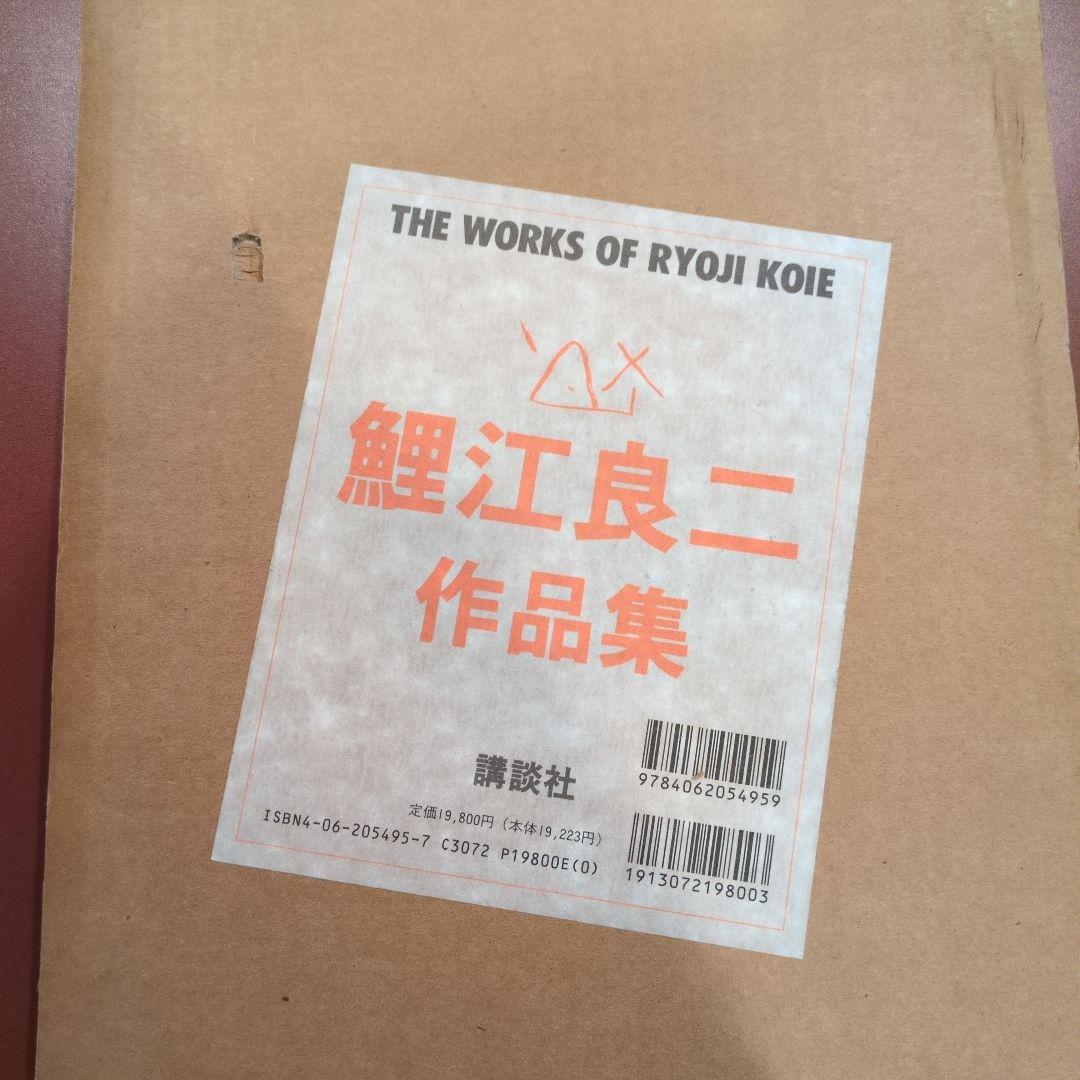 THE WORKS OF RYOJI KOIE
鯉江良二
作品集
講談社
定価19,800円（本体19,223円）
ISBN4-06-205495-7 C3072 P19800E(0)
9784062054959
1913072198003